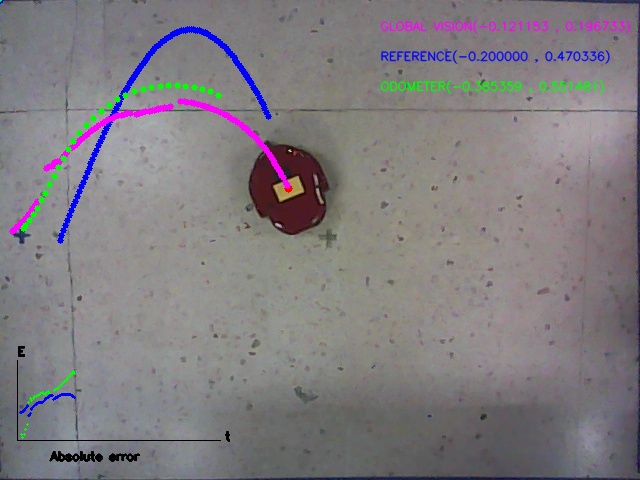 GLOBAL VISION(-0.121153 , 0.196733)
REFERENCE(-0.200000 , 0.470336)
E
t
Absolute error